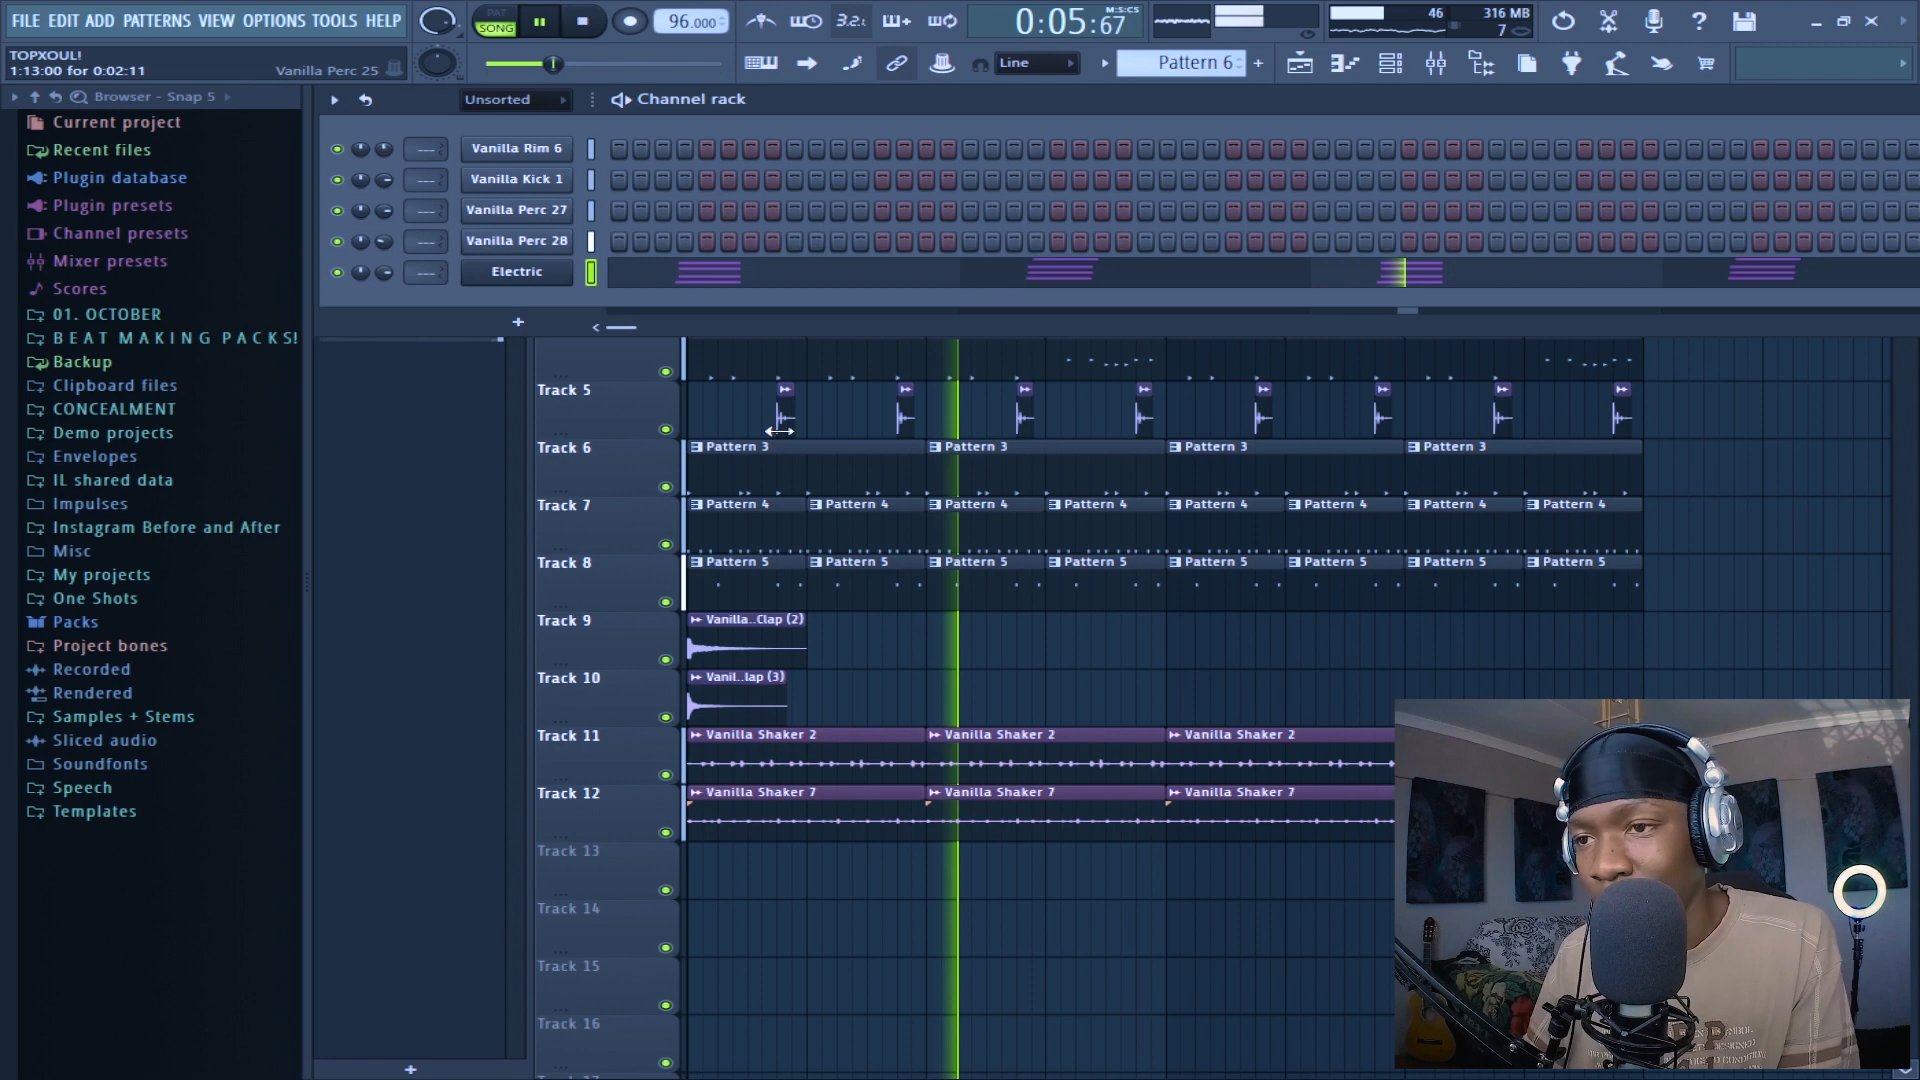 FILE EDIT ADD PATTERNS VIEW OPTIONS TOOLS HELP
PAT
SONG
96.000
3.2.
0:05:67
M:S:CS
46
316 MB
7
TOPXOUL!
1:13:00 for 0:02:11
Vanilla Perc 25
Line
Pattern 6
Browser - Snap 5
Unsorted
Channel rack
Current project
Recent files
Plugin database
Plugin presets
Channel presets
Mixer presets
Scores
01. OCTOBER
BEAT MAKING PACKS!
Backup
Clipboard files
CONCEALMENT
Demo projects
Envelopes
IL shared data
Impulses
Instagram Before and After
Misc
My projects
One Shots
Packs
Project bones
Recorded
Rendered
Samples + Stems
Sliced audio
Soundfonts
Speech
Templates
Vanilla Rim 6
Vanilla Kick 1
Vanilla Perc 27
Vanilla Perc 28
Electric
Track 5
Track 6
Pattern 3 Pattern 3 Pattern 3 Pattern 3
Track 7
Pattern 4 Pattern 4 Pattern 4 Pattern 4 Pattern 4 Pattern 4 Pattern 4 Pattern 4
Track 8
Pattern 5 Pattern 5 Pattern 5 Pattern 5 Pattern 5 Pattern 5 Pattern 5 Pattern 5
Track 9
Vanilla..Clap (2)
Track 10
Vanil..lap (3)
Track 11
Vanilla Shaker 2 Vanilla Shaker 2 Vanilla Shaker 2
Track 12
Vanilla Shaker 7 Vanilla Shaker 7 Vanilla Shaker 7
Track 13
Track 14
Track 15
Track 16